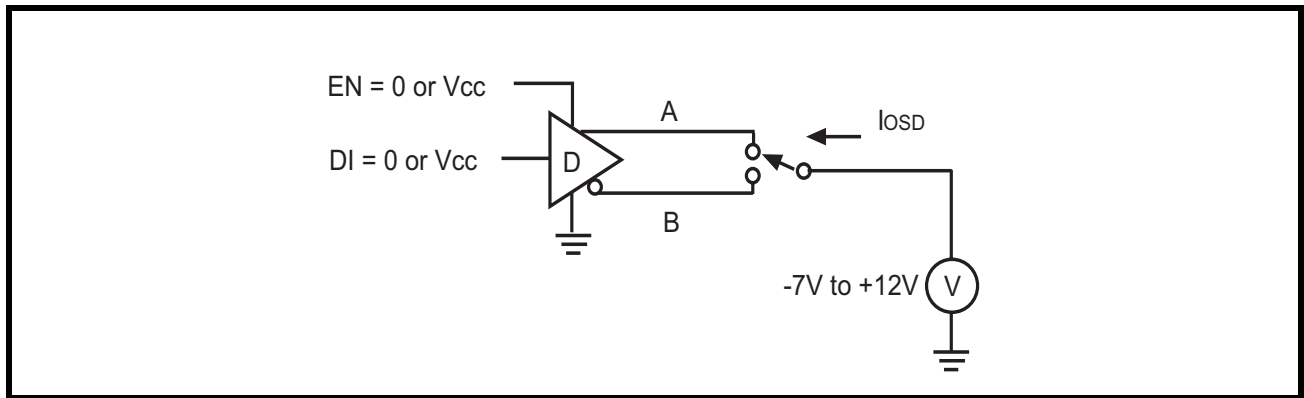 EN = 0 or Vcc
A
IOSD
DI = 0 or Vcc
D
B
-7V to +12V
V